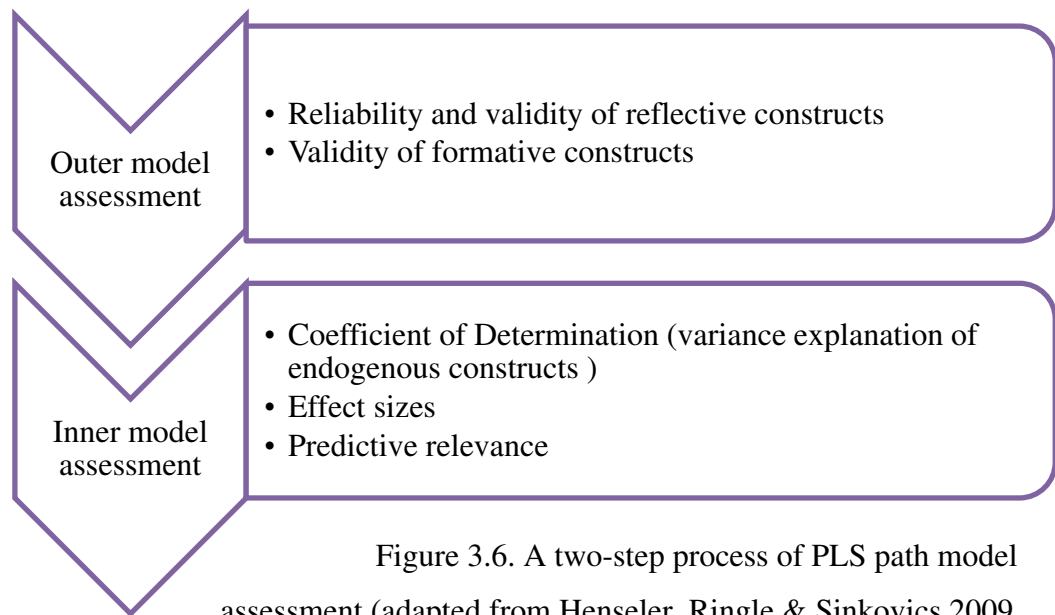 Outer model
assessment
• Reliability and validity of reflective constructs
• Validity of formative constructs
Inner model
assessment
• Coefficient of Determination (variance explanation of
endogenous constructs )
• Effect sizes
• Predictive relevance
Figure 3.6. A two-step process of PLS path model
assessment (adapted from Henseler, Ringle & Sinkovics 2009,